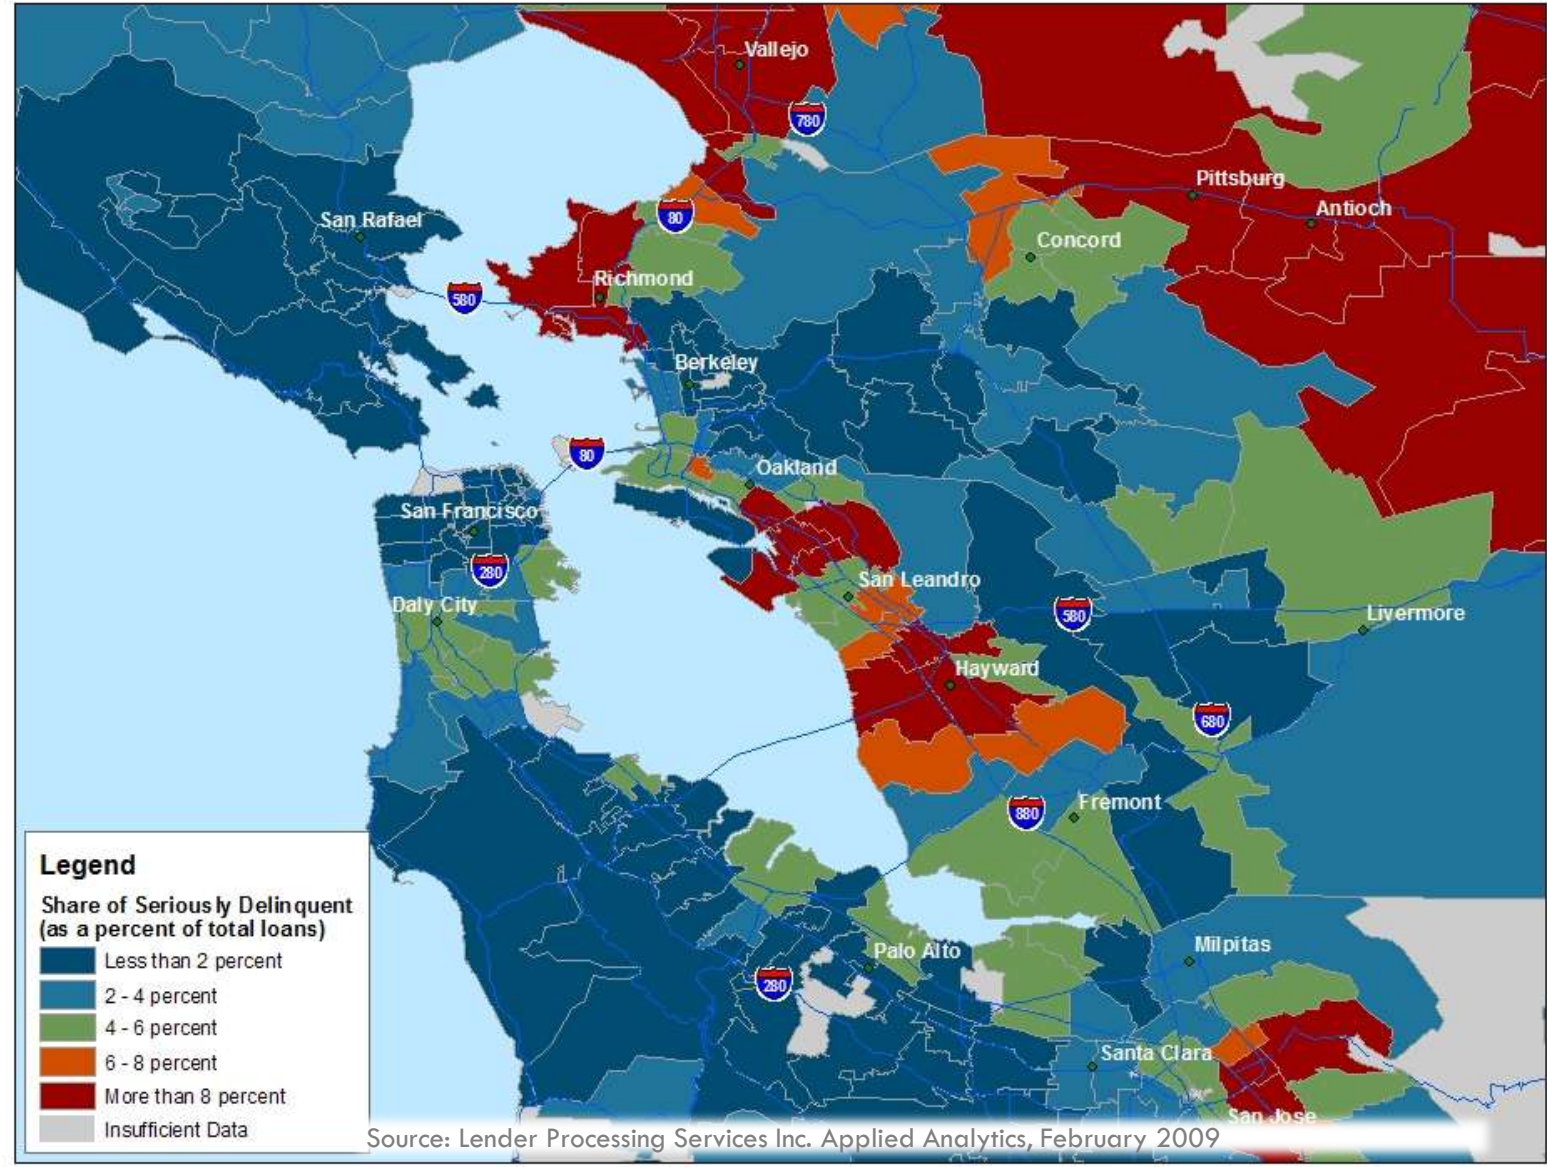 Vallejo
780
Pittsburg
Antioch
San Rafael
80
Concord
Richmond
580
Berkeley
80
Oakland
San Francisco
280
San Leandro
Daly City
580
Livermore
Hayward
680
Fremont
880
Palo Alto
Milpitas
280
Santa Clara
San Jose
Legend
Share of Seriously Delinquent
(as a percent of total loans)
Less than 2 percent
2 - 4 percent
4 - 6 percent
6 - 8 percent
More than 8 percent
Insufficient Data
Source: Lender Processing Services Inc. Applied Analytics, February 2009